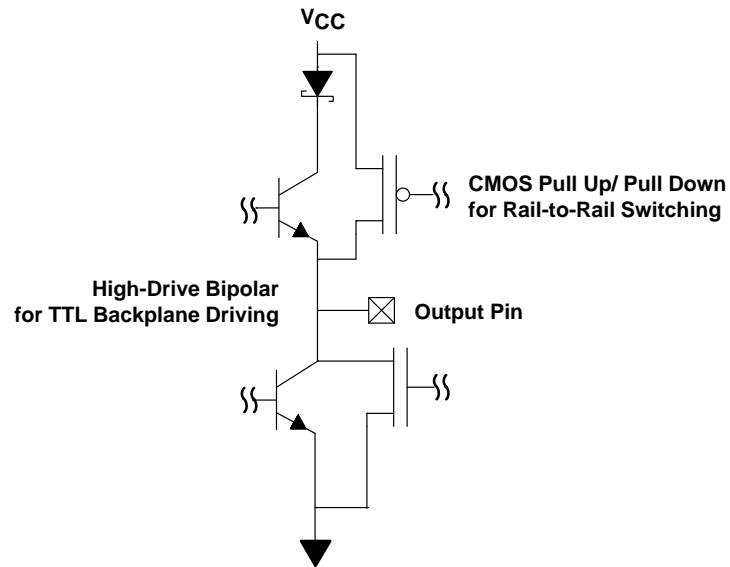 VCC
CMOS Pull Up/ Pull Down
for Rail-to-Rail Switching
High-Drive Bipolar
for TTL Backplane Driving
Output Pin